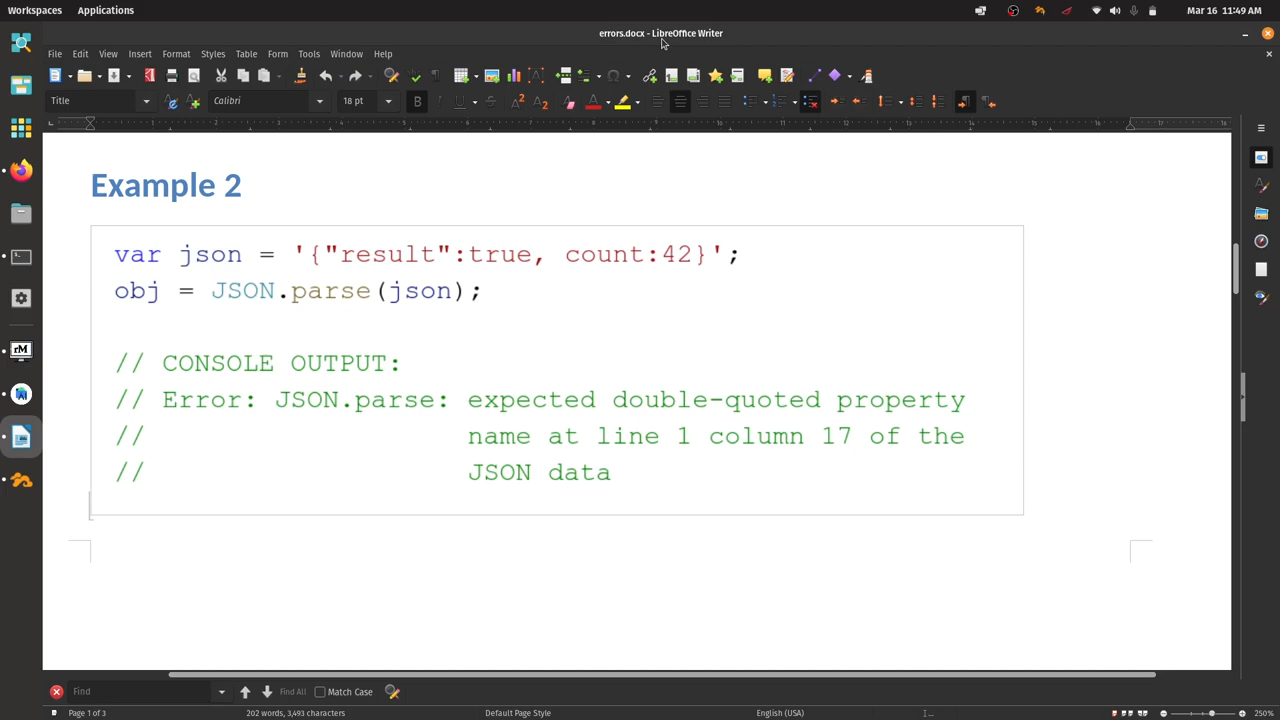 Workspaces Applications Mar 16 11:49 AM
errors.docx - LibreOffice Writer
File Edit View Insert Format Styles Table Form Tools Window Help
Title Calibri 18 pt
Example 2
var json = '{"result":true, count:42}';
obj = JSON.parse(json);
// CONSOLE OUTPUT:
// Error: JSON.parse: expected double-quoted property
// name at line 1 column 17 of the
// JSON data
Find Find All Match Case
Page 1 of 3 202 words, 3,493 characters Default Page Style English (USA) 250%